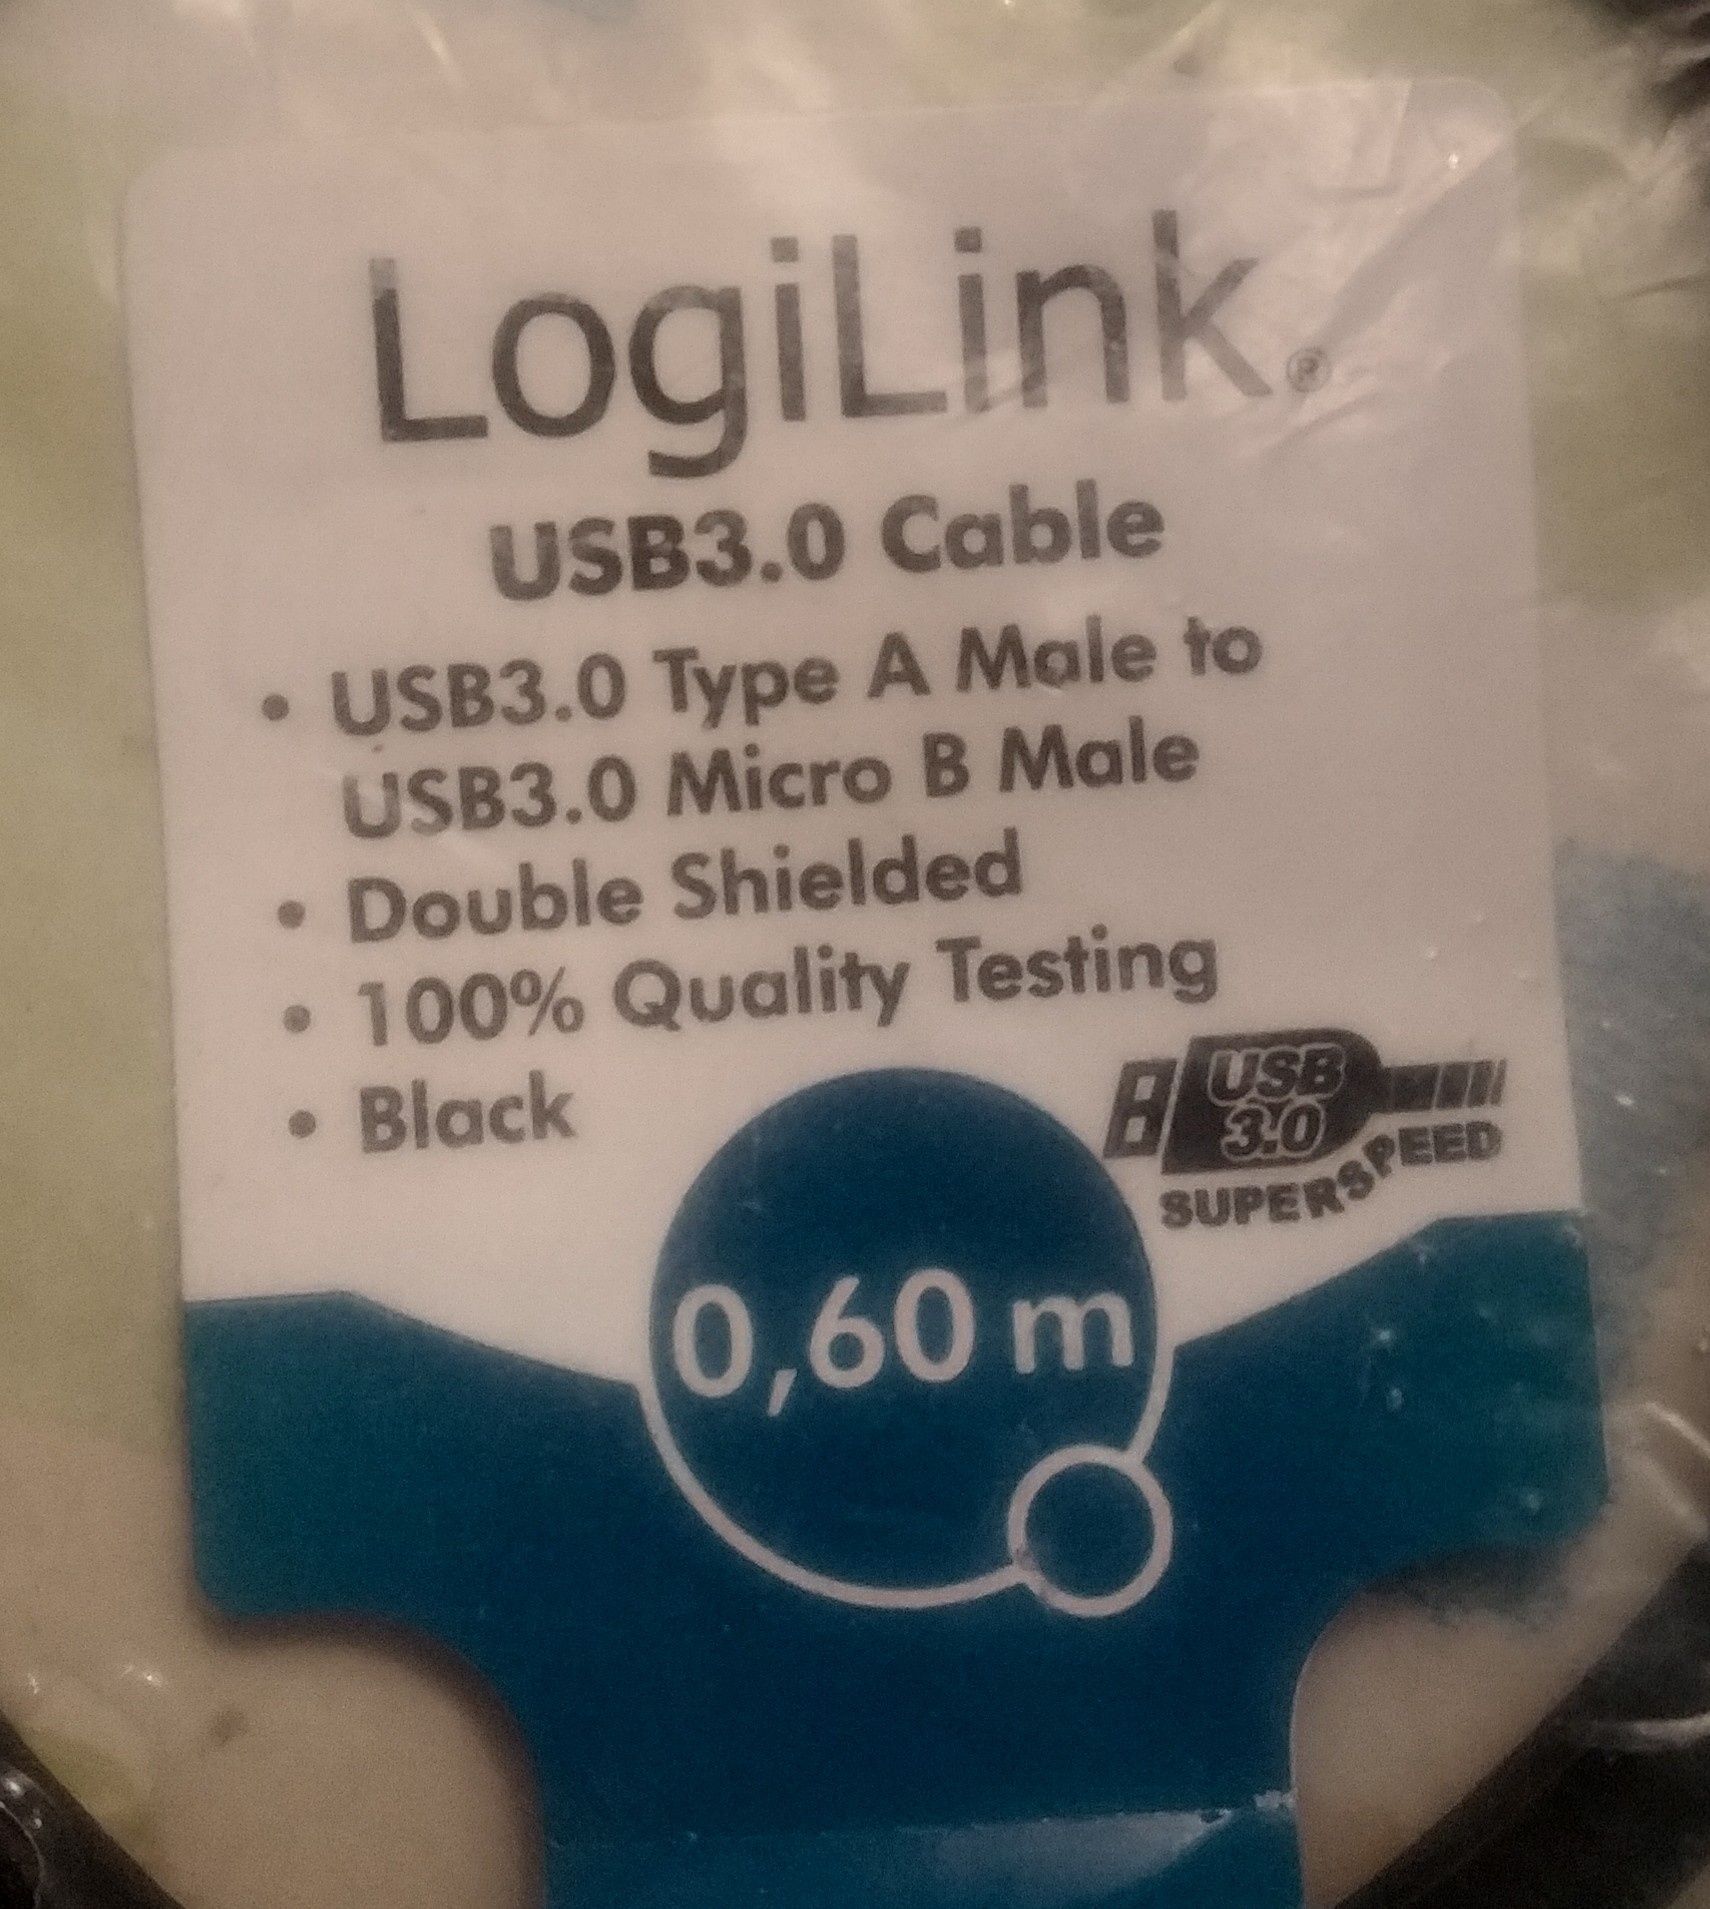 LogiLink®
USB3.0 Cable
• USB3.0 Type A Male to
USB3.0 Micro B Male
• Double Shielded
• 100% Quality Testing
• Black
USB
3.0
SUPERSPEED
0,60 m